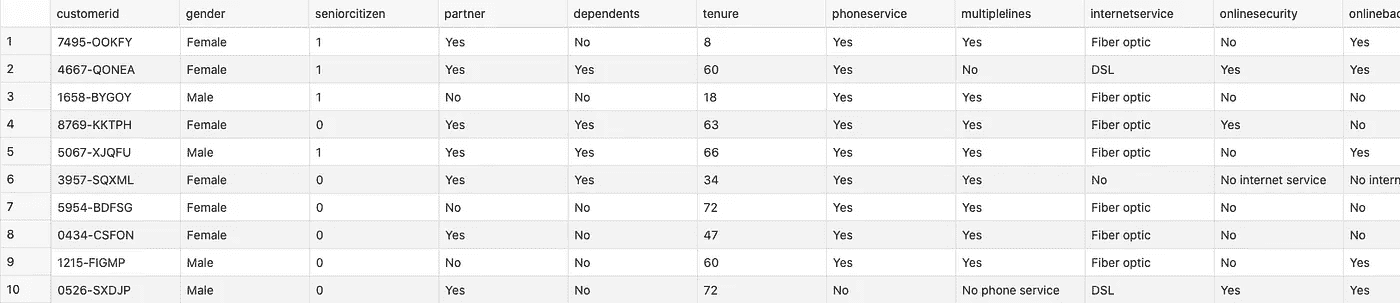 customerid gender seniorcitizen partner dependents tenure phoneservice multiplelines internetservice onlinesecurity onlinebac
1 7495-OOKFY Female 1 Yes No 8 Yes Yes Fiber optic No Yes
2 4667-QONEA Female 1 Yes Yes 60 Yes No DSL Yes Yes
3 1658-BYGOY Male 1 No No 18 Yes Yes Fiber optic No No
4 8769-KKTPH Female 0 Yes Yes 63 Yes Yes Fiber optic Yes No
5 5067-XJQFU Male 1 Yes Yes 66 Yes Yes Fiber optic No Yes
6 3957-SQXML Female 0 Yes Yes 34 Yes Yes No No internet service No intern
7 5954-BDFSG Female 0 No No 72 Yes Yes Fiber optic No No
8 0434-CSFON Female 0 Yes No 47 Yes Yes Fiber optic No No
9 1215-FIGMP Male 0 No No 60 Yes Yes Fiber optic No Yes
10 0526-SXDJP Male 0 Yes No 72 No No phone service DSL Yes Yes